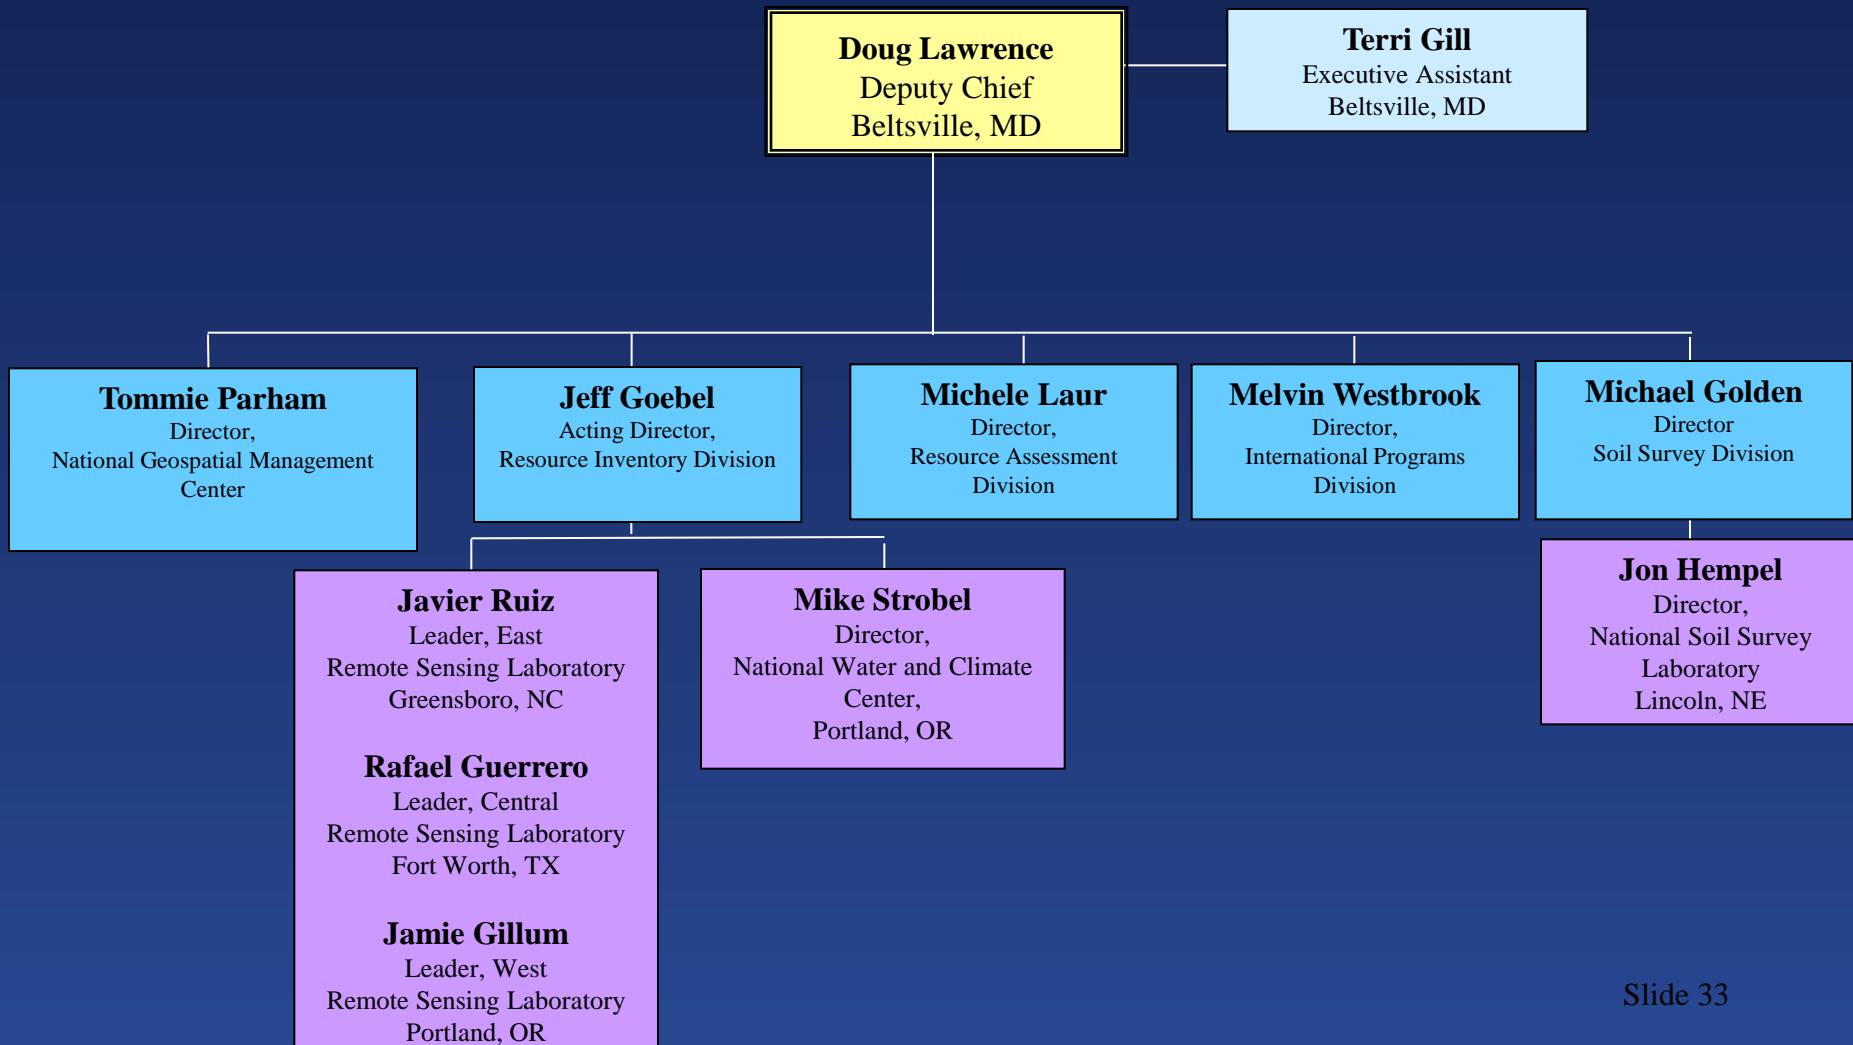 Doug Lawrence
Deputy Chief
Beltsville, MD
Terri Gill
Executive Assistant
Beltsville, MD
Tommie Parham
Director,
National Geospatial Management
Center
Jeff Goebel
Acting Director,
Resource Inventory Division
Michele Laur
Director,
Resource Assessment
Division
Melvin Westbrook
Director,
International Programs
Division
Michael Golden
Director
Soil Survey Division
Javier Ruiz
Leader, East
Remote Sensing Laboratory
Greensboro, NC
Rafael Guerrero
Leader, Central
Remote Sensing Laboratory
Fort Worth, TX
Jamie Gillum
Leader, West
Remote Sensing Laboratory
Portland, OR
Mike Strobel
Director,
National Water and Climate
Center,
Portland, OR
Jon Hempel
Director,
National Soil Survey
Laboratory
Lincoln, NE
Slide 33